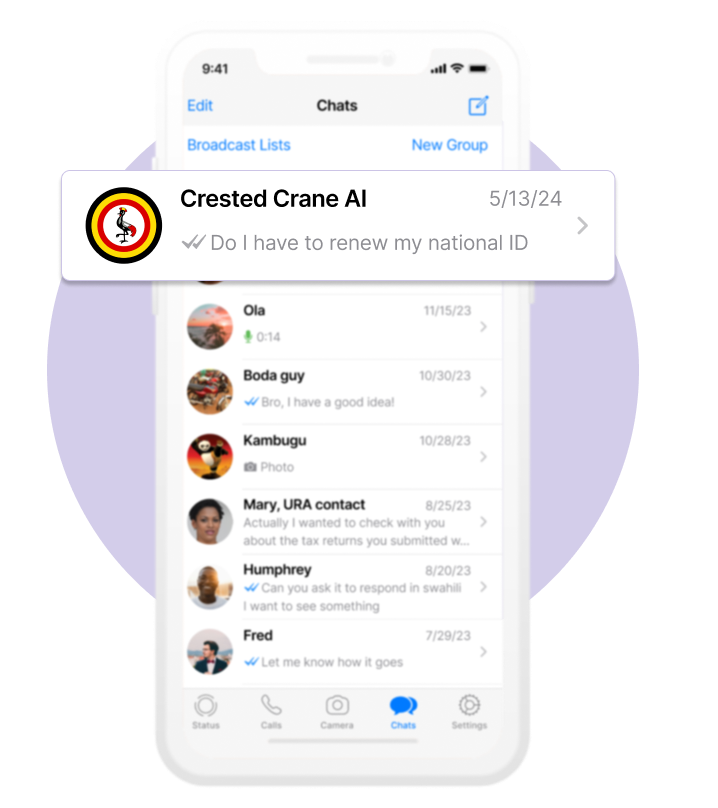 9:41
Edit
Chats
Broadcast Lists
New Group
Crested Crane AI
5/13/24
Do I have to renew my national ID
Ola
11/15/23
0:14
Boda guy
10/30/23
Bro, I have a good idea!
Kambugu
10/28/23
Photo
Mary, URA contact
8/25/23
Actually I wanted to check with you
about the tax returns you submitted w...
Humphrey
8/20/23
Can you ask it to respond in swahili
I want to see something
Fred
7/29/23
Let me know how it goes
Status
Calls
Camera
Chats
Settings